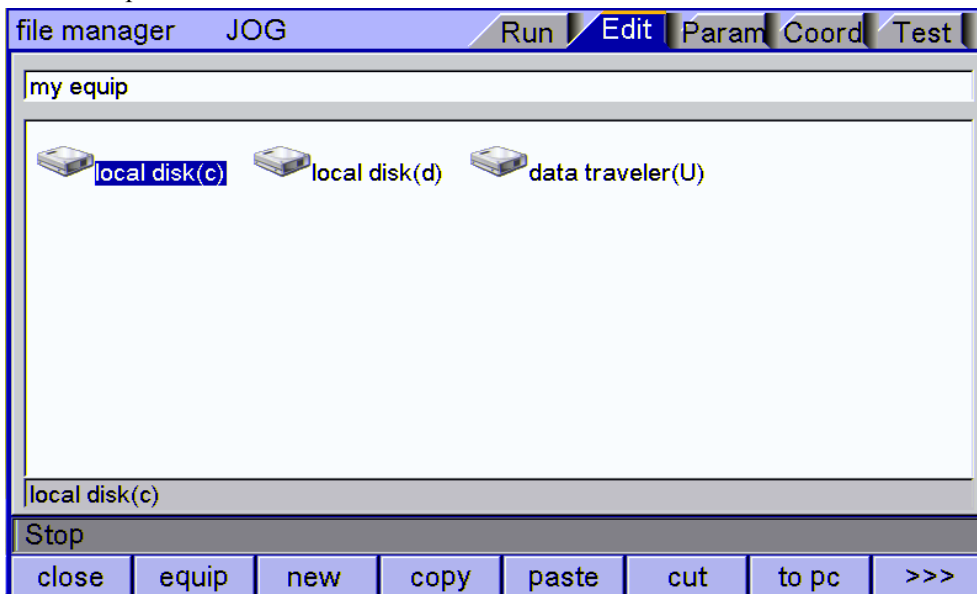 file manager JOG Run Edit Param Coord Test
my equip
local disk(c) local disk(d) data traveler(U)
local disk(c)
Stop
close equip new copy paste cut to pc >>>